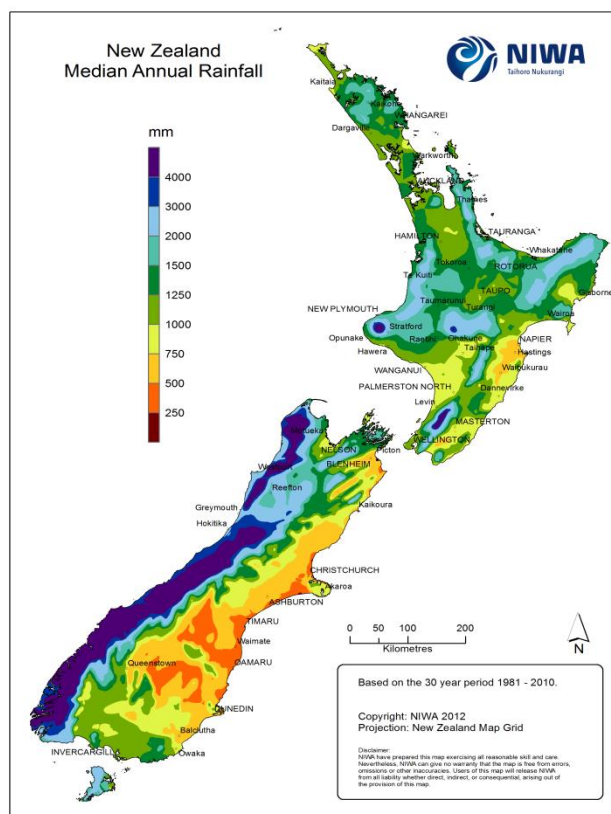 New Zealand
Median Annual Rainfall
NIWA
Taihoro Nukurangi
mm
4000
3000
2000
1500
1250
1000
750
500
250
Kaitaia
Kaikohe
WHANGAREI
Dargaville
Warkworth
AUCKLAND
Thames
HAMILTON
TAURANGA
Whakatane
Tokoroa
ROTORUA
Te Kuiti
TAUPO
Gisborne
Taumarunui
Turangi
NEW PLYMOUTH
Wairoa
Stratford
Ohakune
NAPIER
Opunake
Raetihi
Taihape
Hastings
Hawera
Waipukurau
WANGANUI
PALMERSTON NORTH
Dannevirke
Levin
MASTERTON
WELLINGTON
Motueka
NELSON
Picton
Westport
BLENHEIM
Reefton
Kaikoura
Greymouth
Hokitika
CHRISTCHURCH
Akaroa
ASHBURTON
TIMARU
Waimate
Queenstown
OAMARU
DUNEDIN
Balclutha
INVERCARGILL
Owaka
0 50 100 200
Kilometres
N
Based on the 30 year period 1981 - 2010.
Copyright: NIWA 2012
Projection: New Zealand Map Grid
Disclaimer:
NIWA have prepared this map exercising all reasonable skill and care.
Nevertheless, NIWA can give no warranty that the map is free from errors,
omissions or other inaccuracies. Users of this map will release NIWA
from all liability whether direct, indirect, or consequential, arising out of
the provision of this map.